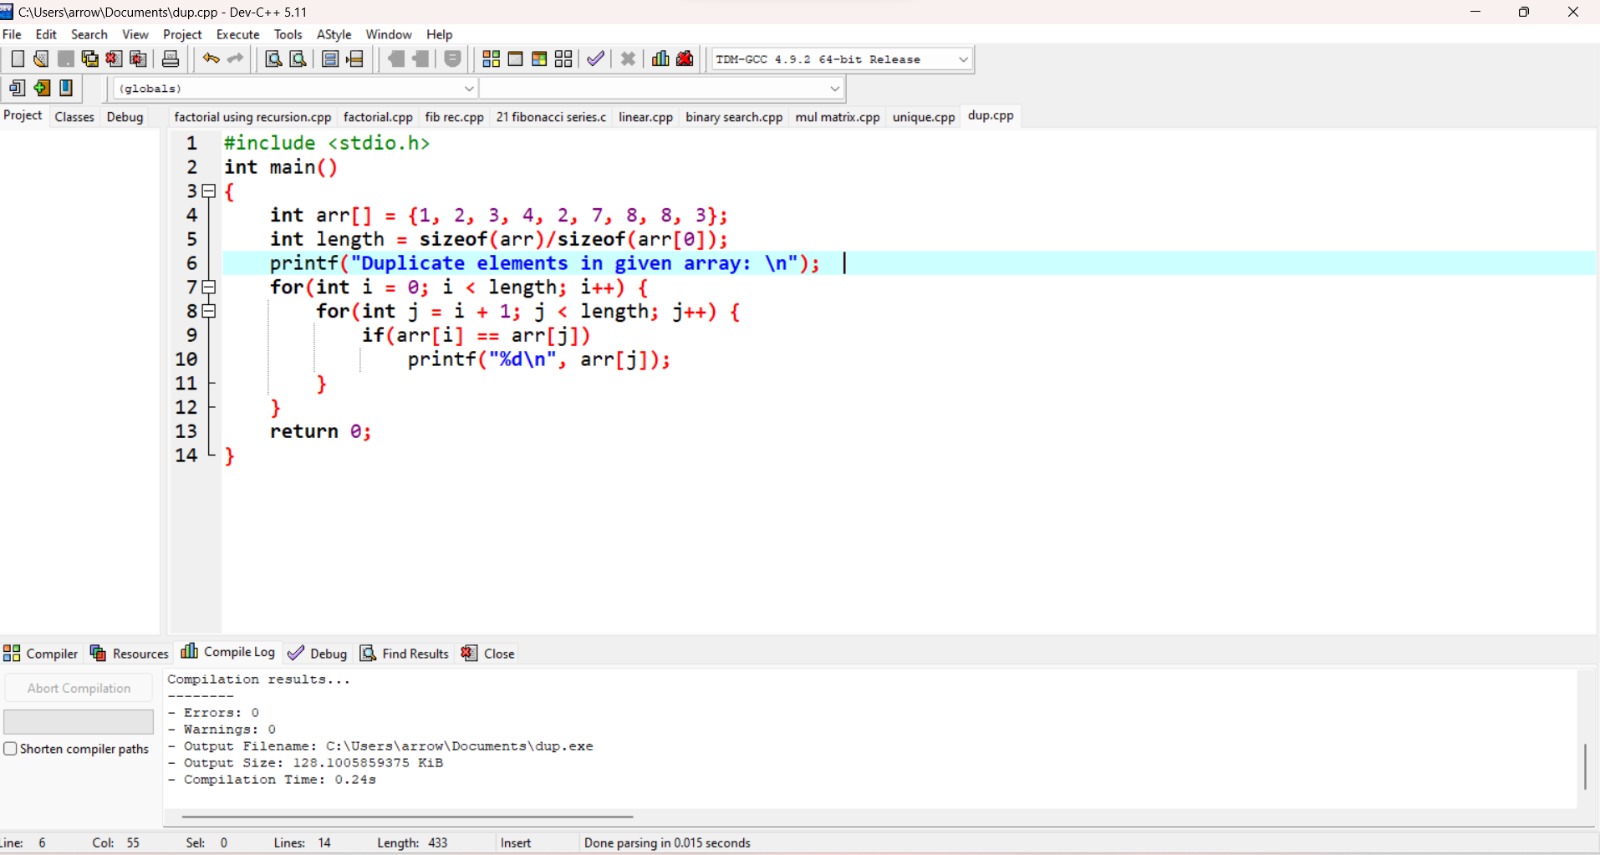 C:\Users\arrow\Documents\dup.cpp - Dev-C++ 5.11
File Edit Search View Project Execute Tools AStyle Window Help
TDM-GCC 4.9.2 64-bit Release
(globals)
Project Classes Debug
factorial using recursion.cpp factorial.cpp fib rec.cpp 21 fibonacci series.c linear.cpp binary search.cpp mul matrix.cpp unique.cpp dup.cpp
1 #include <stdio.h>
2 int main()
3 {
4     int arr[] = {1, 2, 3, 4, 2, 7, 8, 8, 3};
5     int length = sizeof(arr)/sizeof(arr[0]);
6     printf("Duplicate elements in given array: \n");
7     for(int i = 0; i < length; i++) {
8         for(int j = i + 1; j < length; j++) {
9             if(arr[i] == arr[j])
10                 printf("%d\n", arr[j]);
11         }
12     }
13     return 0;
14 }
Compiler Resources Compile Log Debug Find Results Close
Abort Compilation
Shorten compiler paths
Compilation results...
--------
- Errors: 0
- Warnings: 0
- Output Filename: C:\Users\arrow\Documents\dup.exe
- Output Size: 128.1005859375 KiB
- Compilation Time: 0.24s
Line: 6 Col: 55 Sel: 0 Lines: 14 Length: 433 Insert Done parsing in 0.015 seconds